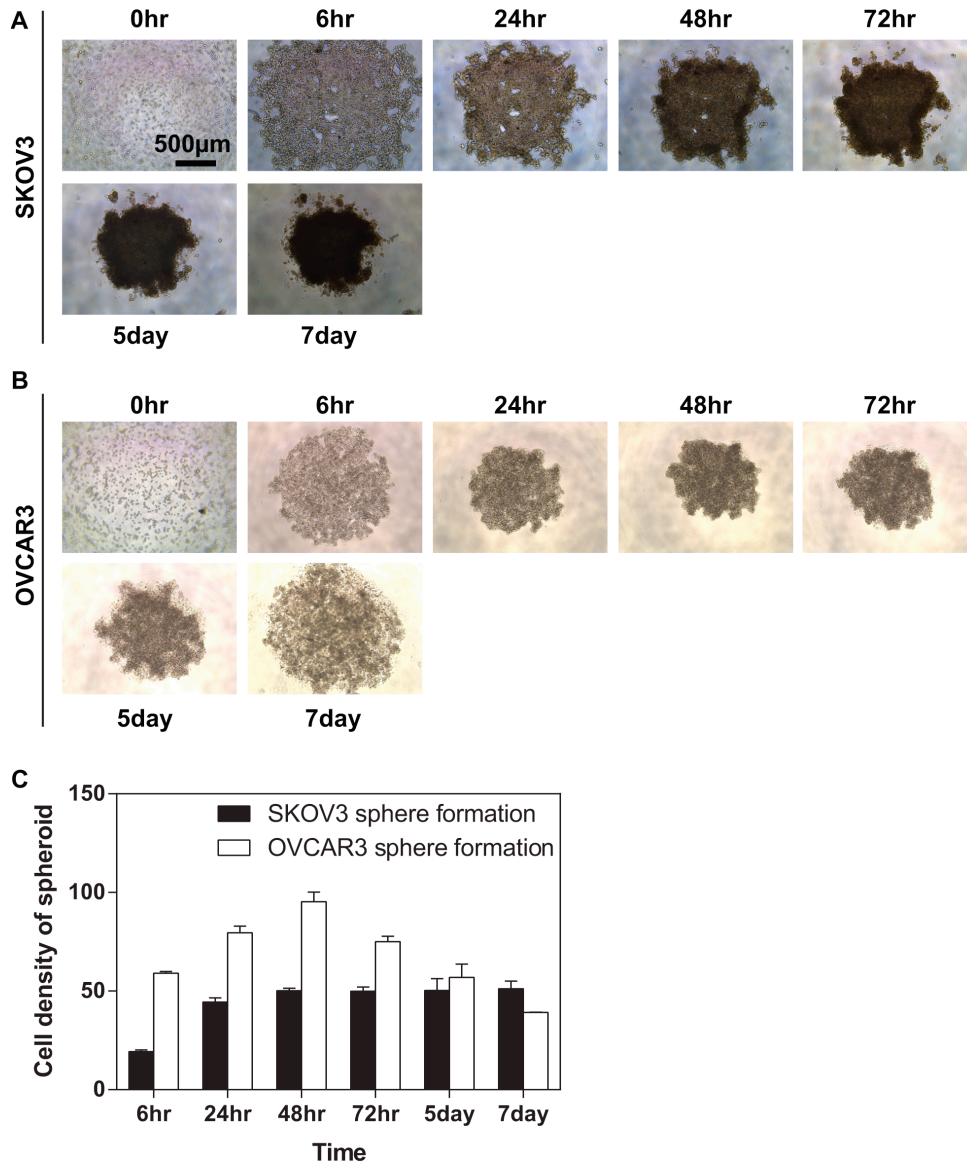 A
0hr 6hr 24hr 48hr 72hr
500µm
SKOV3
5day 7day
B
0hr 6hr 24hr 48hr 72hr
OVCAR3
5day 7day
C
150
SKOV3 sphere formation
OVCAR3 sphere formation
100
50
0
Cell density of spheroid
6hr 24hr 48hr 72hr 5day 7day
Time